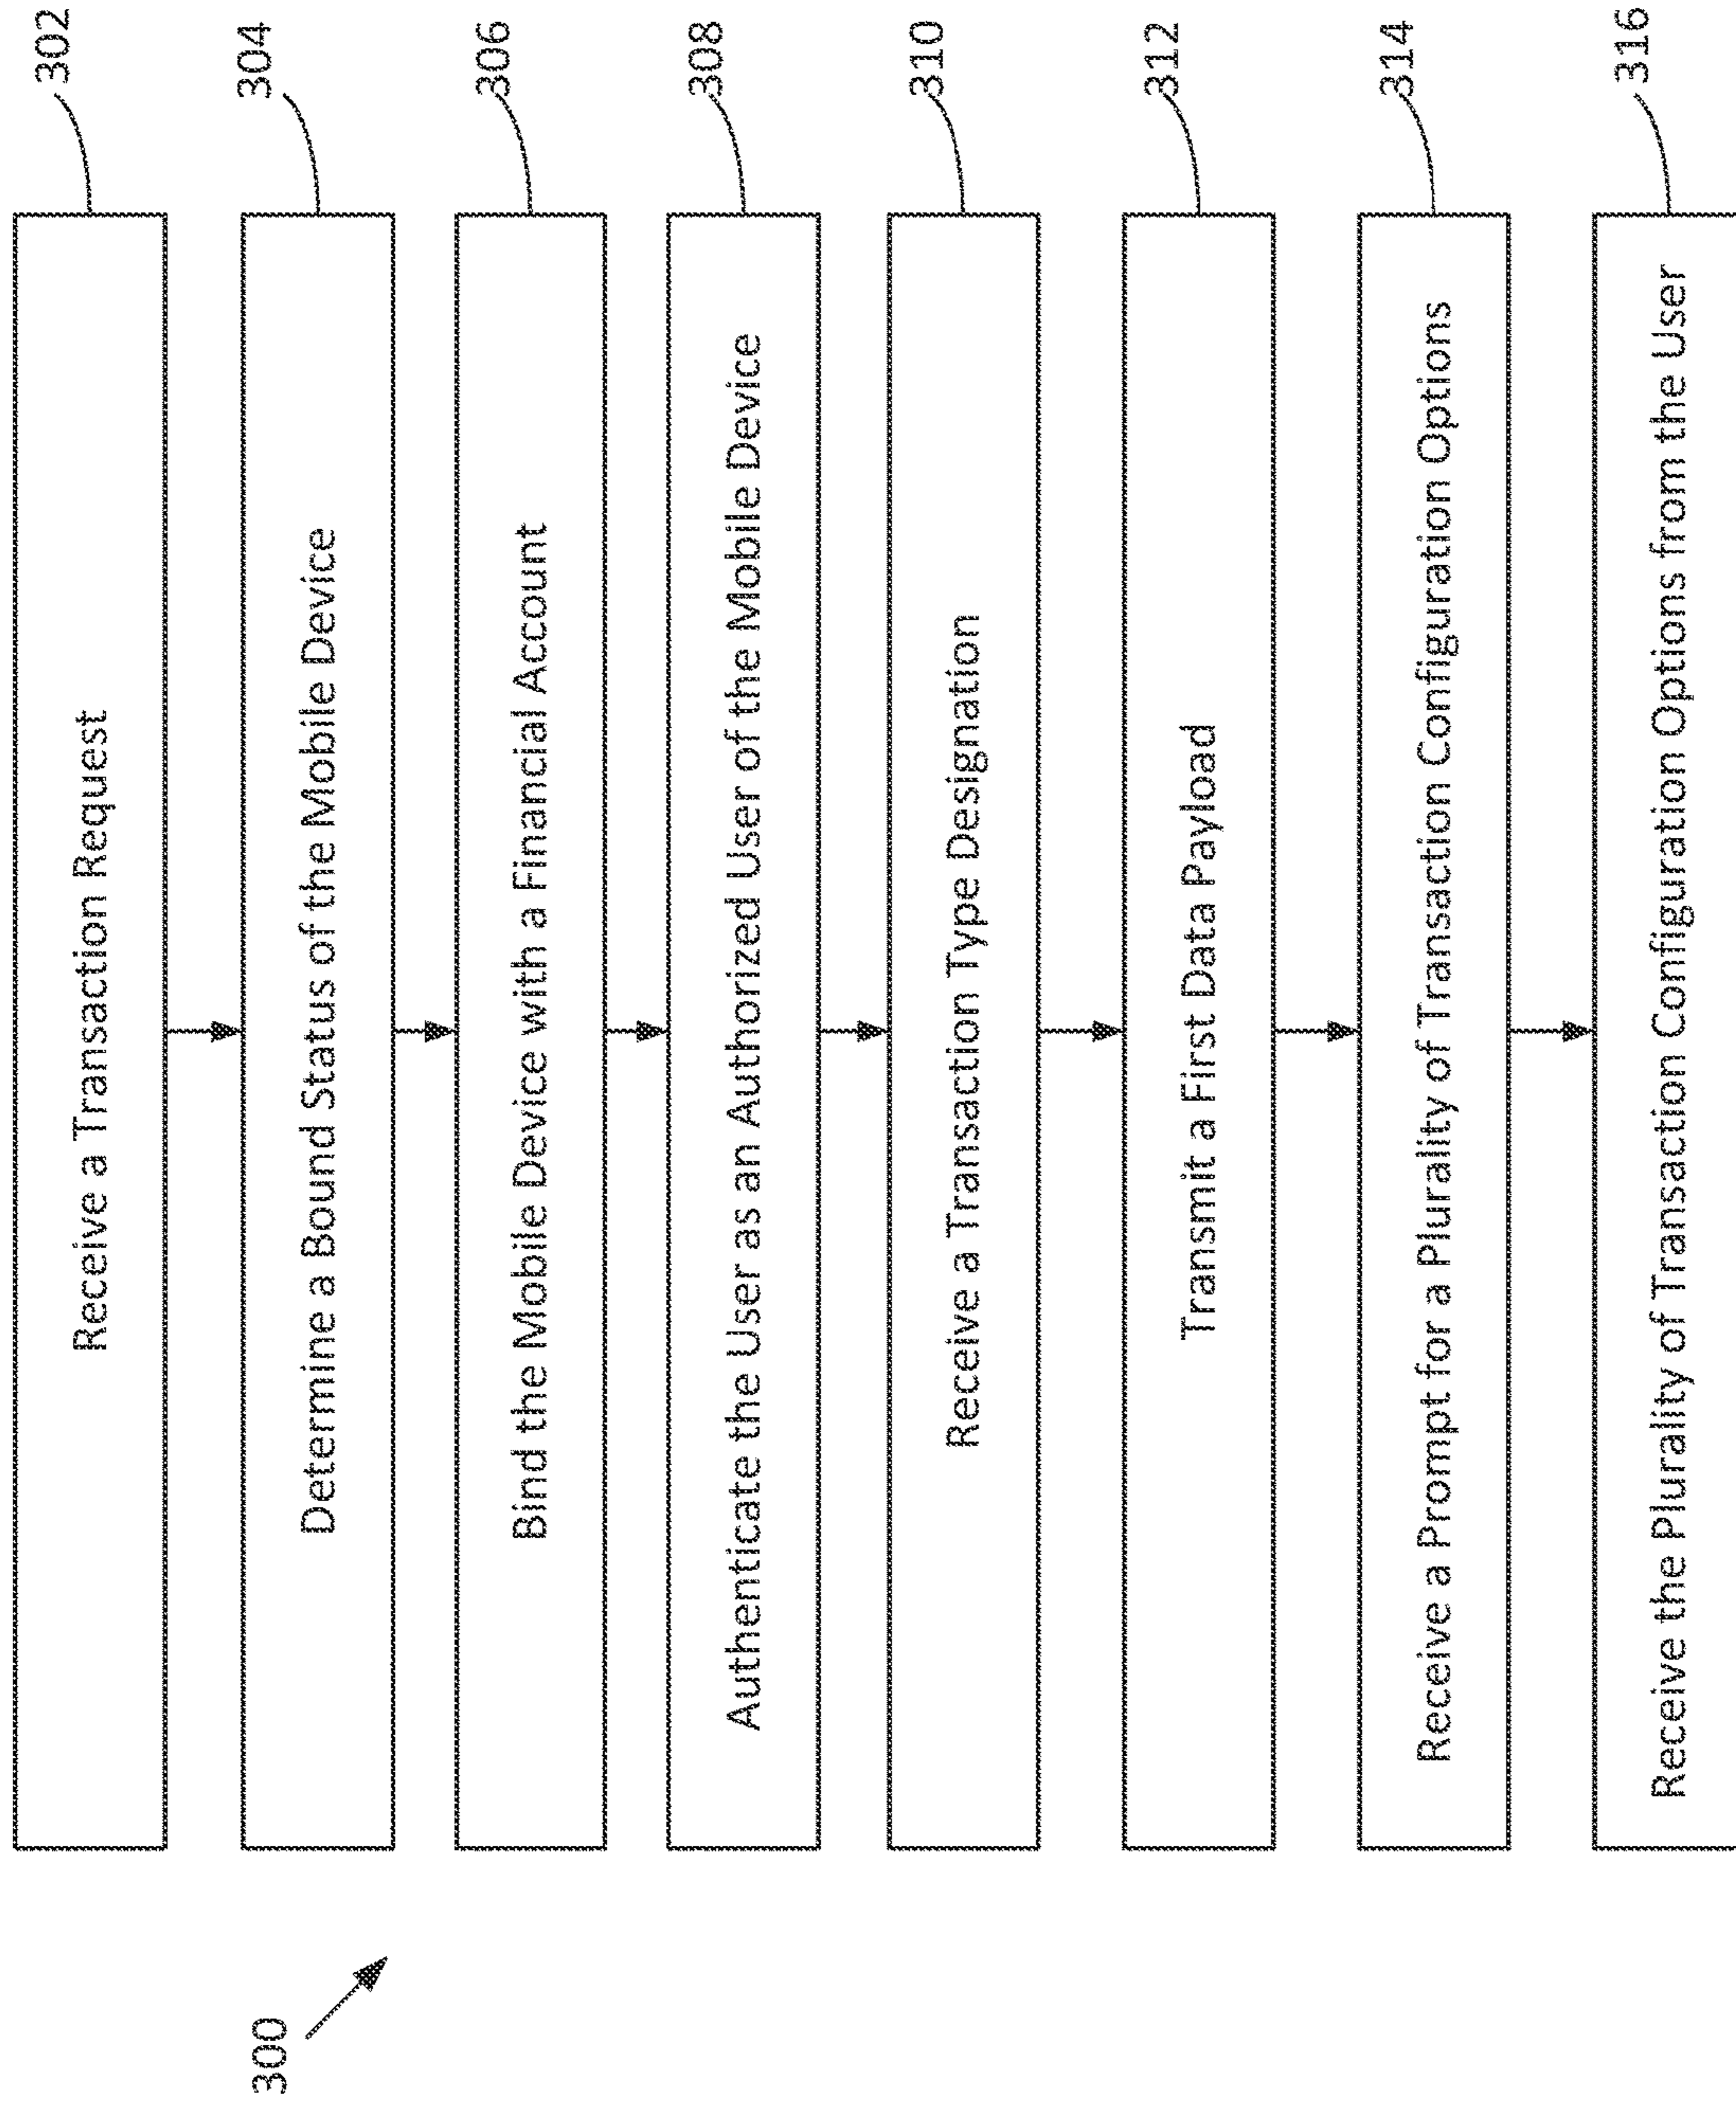 300
Receive a Transaction Request
302
Determine a Bound Status of the Mobile Device
304
Bind the Mobile Device with a Financial Account
306
Authenticate the User as an Authorized User of the Mobile Device
308
Receive a Transaction Type Designation
310
Transmit a First Data Payload
312
Receive a Prompt for a Plurality of Transaction Configuration Options
314
Receive the Plurality of Transaction Configuration Options from the User
316